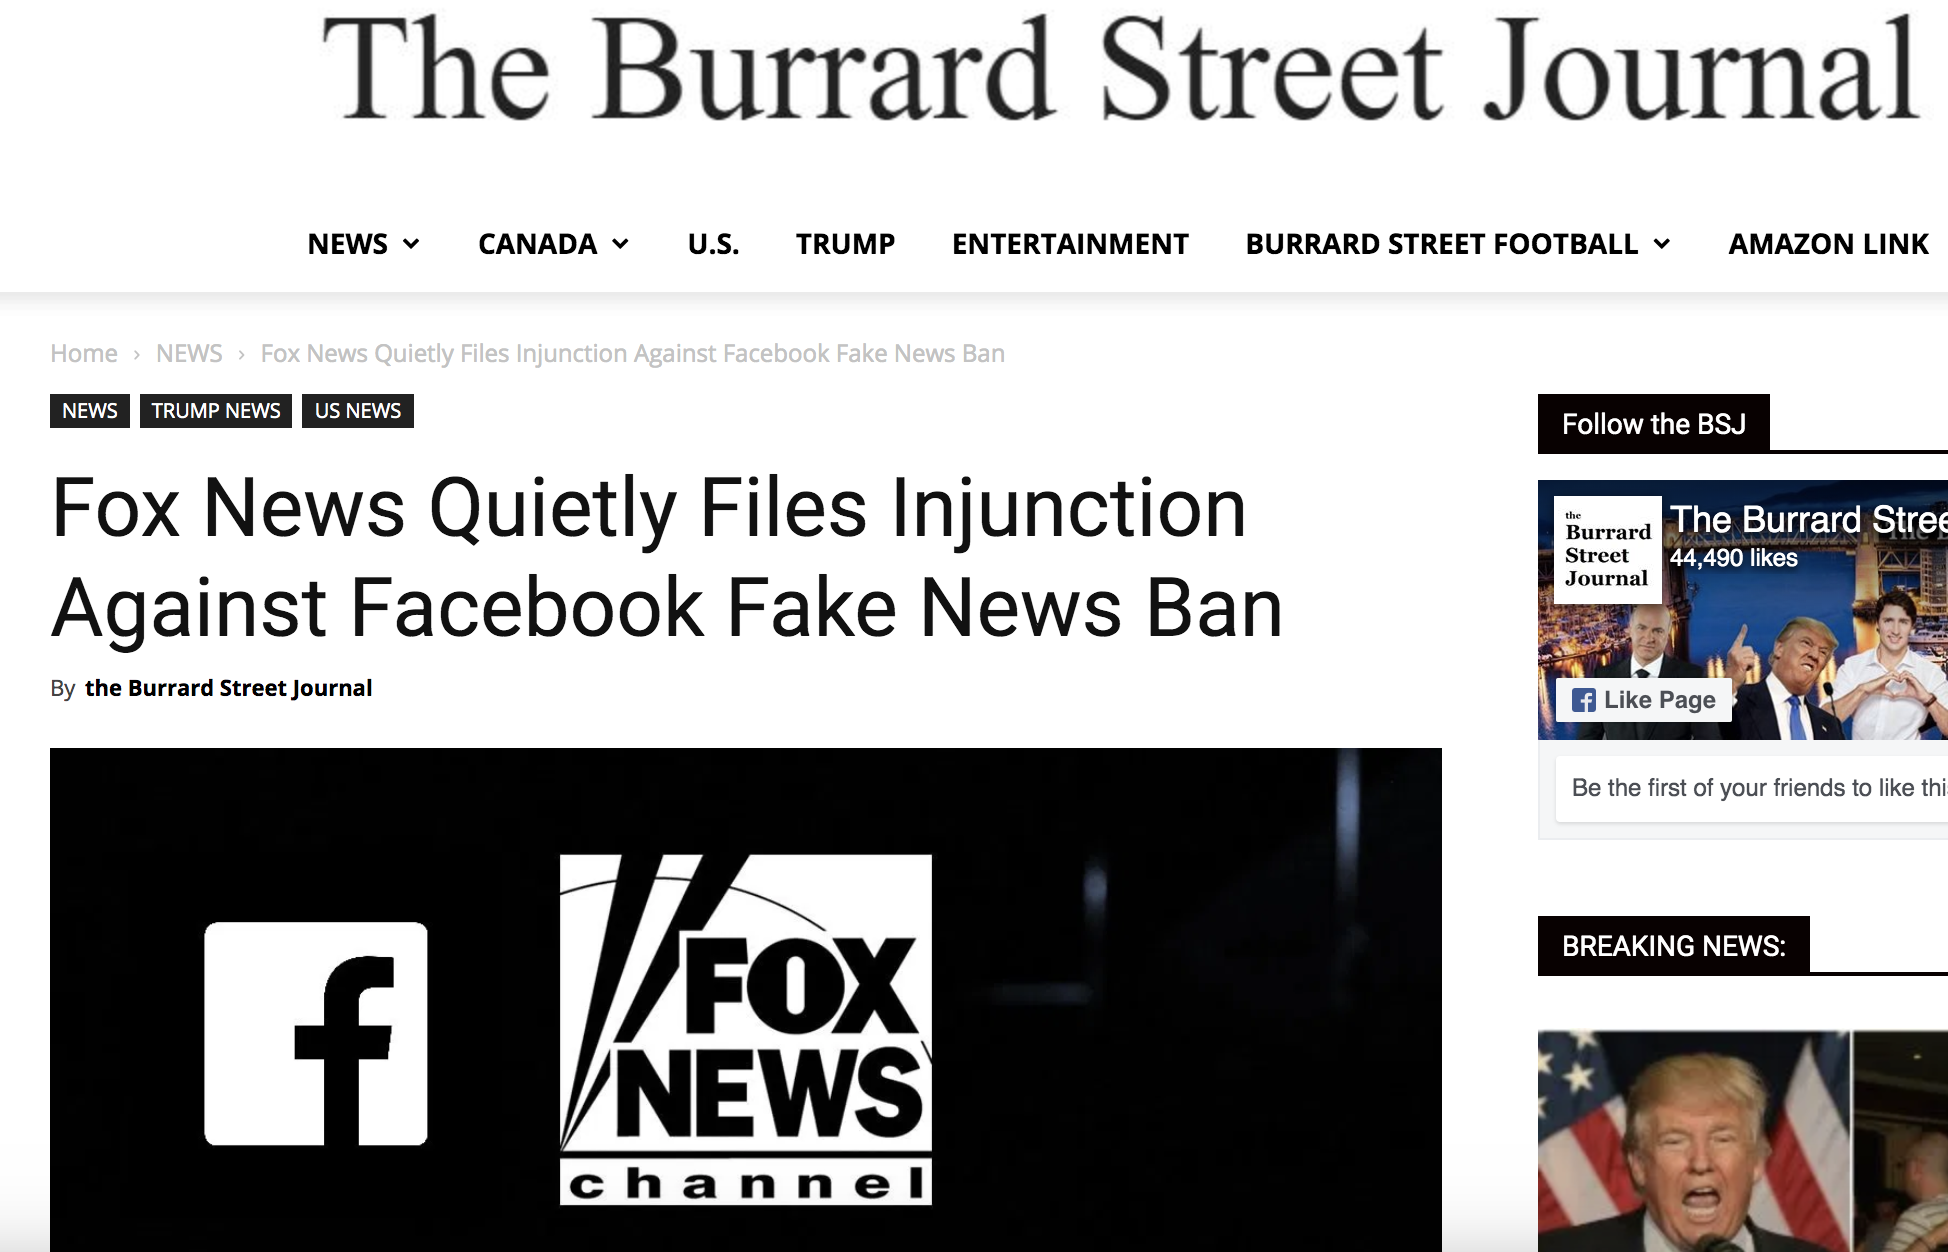 The Burrard Street Journal
NEWS CANADA U.S. TRUMP ENTERTAINMENT BURRARD STREET FOOTBALL AMAZON LINK
Home › NEWS › Fox News Quietly Files Injunction Against Facebook Fake News Ban
NEWS TRUMP NEWS US NEWS
Fox News Quietly Files Injunction
Against Facebook Fake News Ban
By the Burrard Street Journal
f
FOX
NEWS
channel
Follow the BSJ
the
Burrard
Street
Journal
The Burrard Stree
44,490 likes
f Like Page
Be the first of your friends to like thi
BREAKING NEWS: